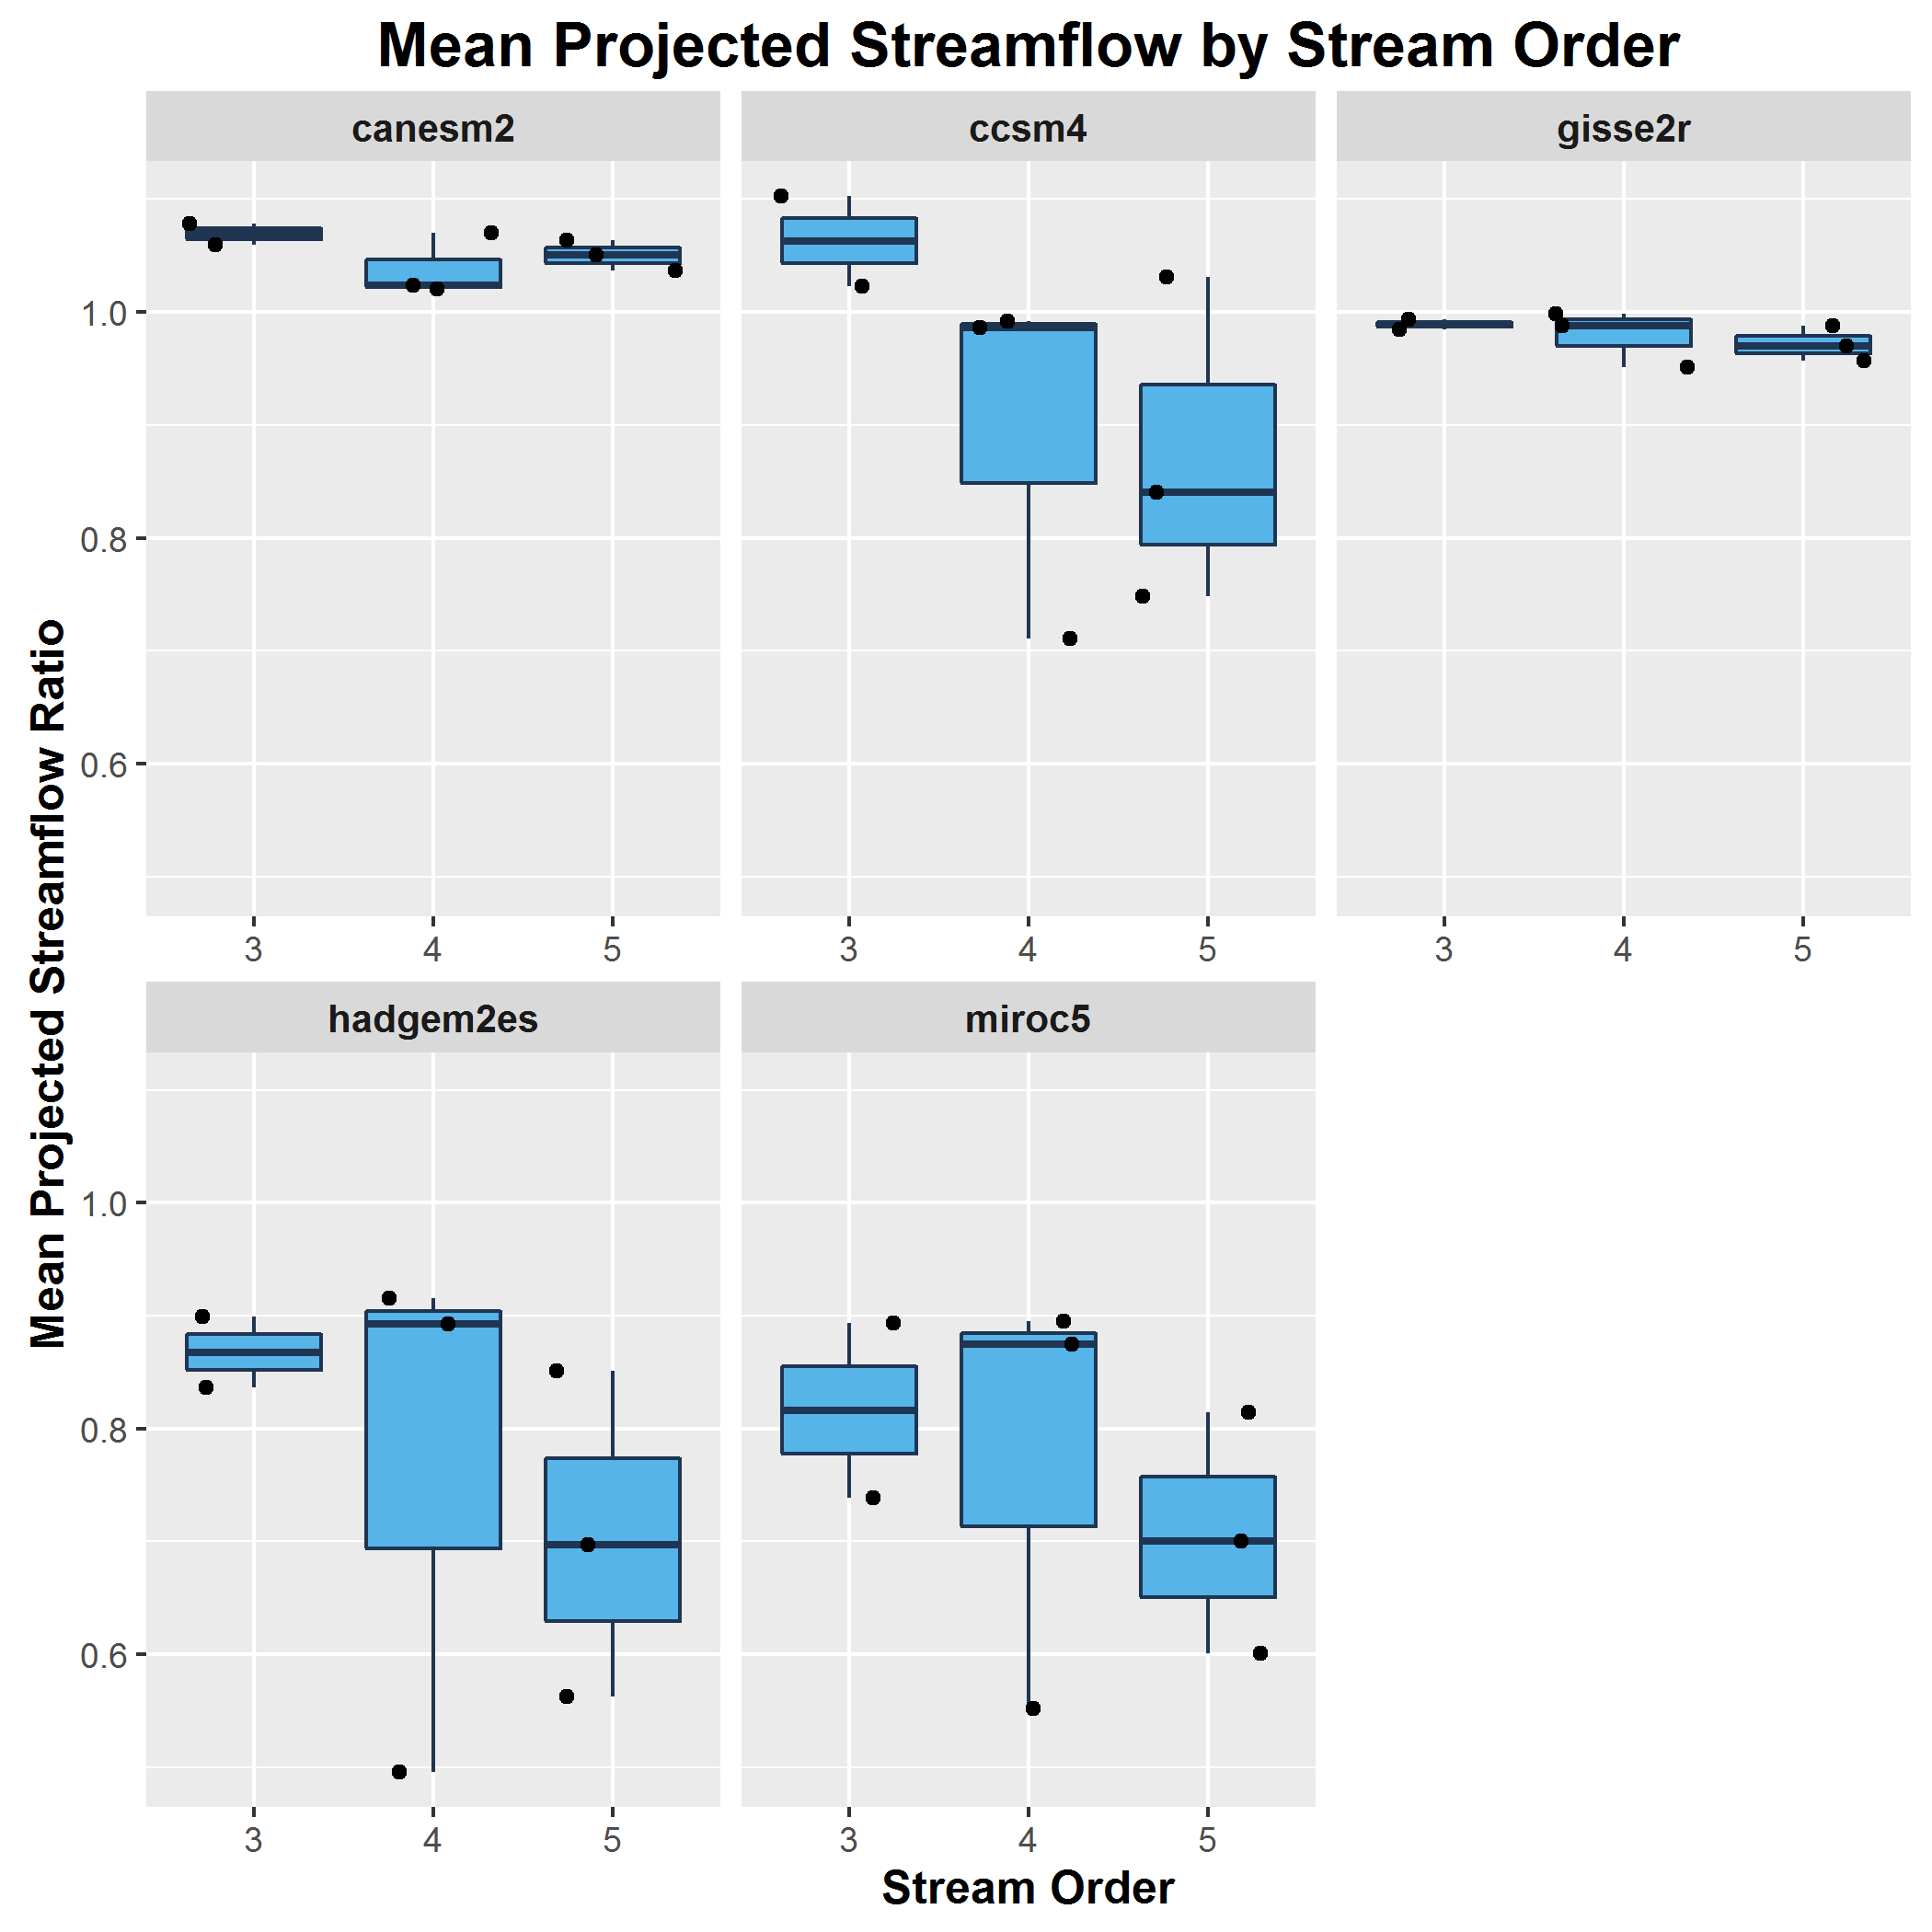 Mean Projected Streamflow by Stream Order
canesm2
ccsm4
gisse2r
1.0
0.8
0.6
3 4 5
3 4 5
3 4 5
Mean Projected Streamflow Ratio
hadgem2es
miroc5
1.0
0.8
0.6
3 4 5
3 4 5
Stream Order